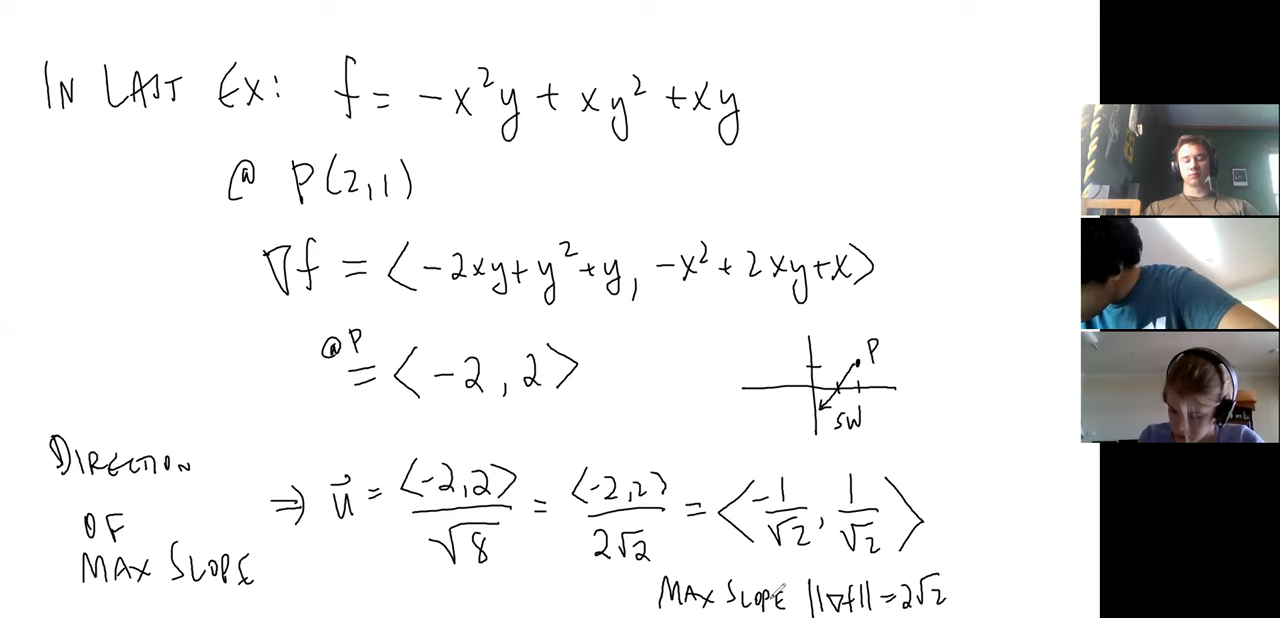 IN LAST EX: f = -x²y + xy² + xy
@ P(2,1)
∇f = ⟨-2xy + y² + y, -x² + 2xy + x⟩
@P = ⟨-2, 2⟩
P
SW
DIRECTION
OF
MAX SLOPE
⇒ u⃗ = ⟨-2,2⟩/√8 = ⟨-2,2⟩/2√2 = ⟨-1/√2, 1/√2⟩
MAX SLOPE ||∇f|| = 2√2